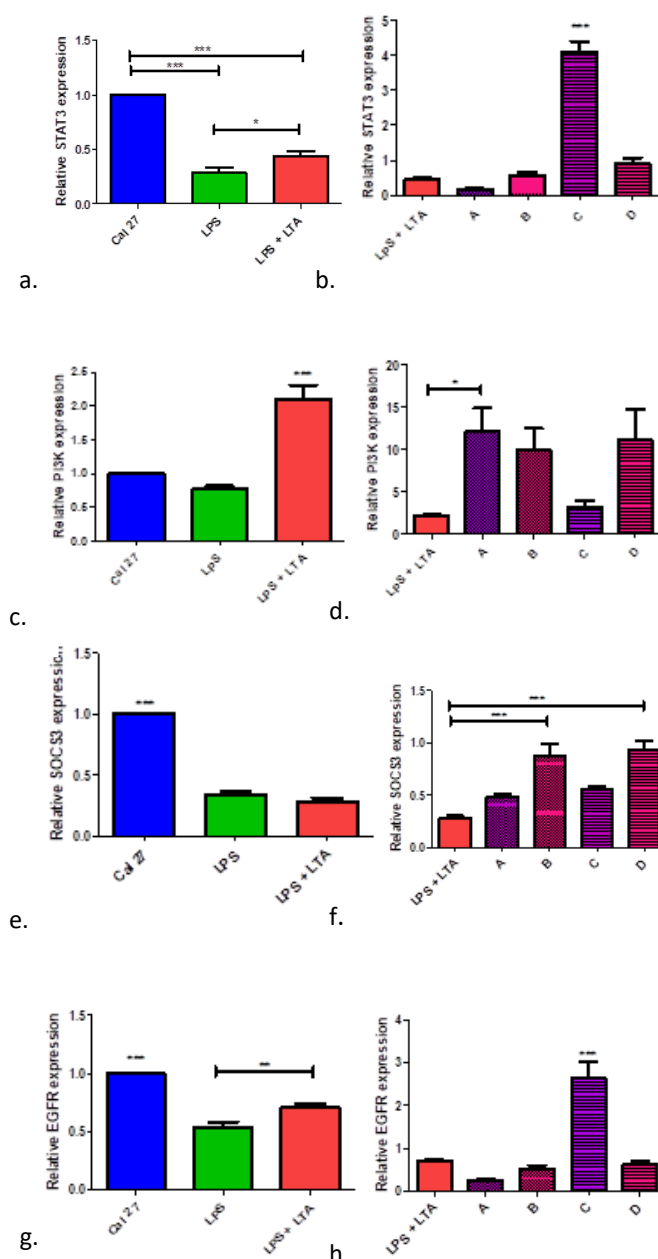 Relative STAT3 expression
1.5
1.0
0.5
0.0
***
***
*
Cal 27
LPS
LPS + LTA
a.
Relative STAT3 expression
5
4
3
2
1
0
***
LpS + LTA
A
B
C
D
b.
Relative PI3K expression
2.5
2.0
1.5
1.0
0.5
0.0
***
Cal 27
LpS
LPS + LTA
c.
Relative PI3K expression
20
15
10
5
0
*
LpS + LTA
A
B
C
D
d.
Relative SOCS3 expression
1.5
1.0
0.5
0.0
***
Cal 27
LPS
LPS + LTA
e.
Relative SOCS3 expression
1.5
1.0
0.5
0.0
***
***
LPS + LTA
A
B
C
D
f.
Relative EGFR expression
1.5
1.0
0.5
0.0
***
**
Cal 27
LpS
LPS + LTA
g.
Relative EGFR expression
4
3
2
1
0
***
LPS + LTA
A
B
C
D
h